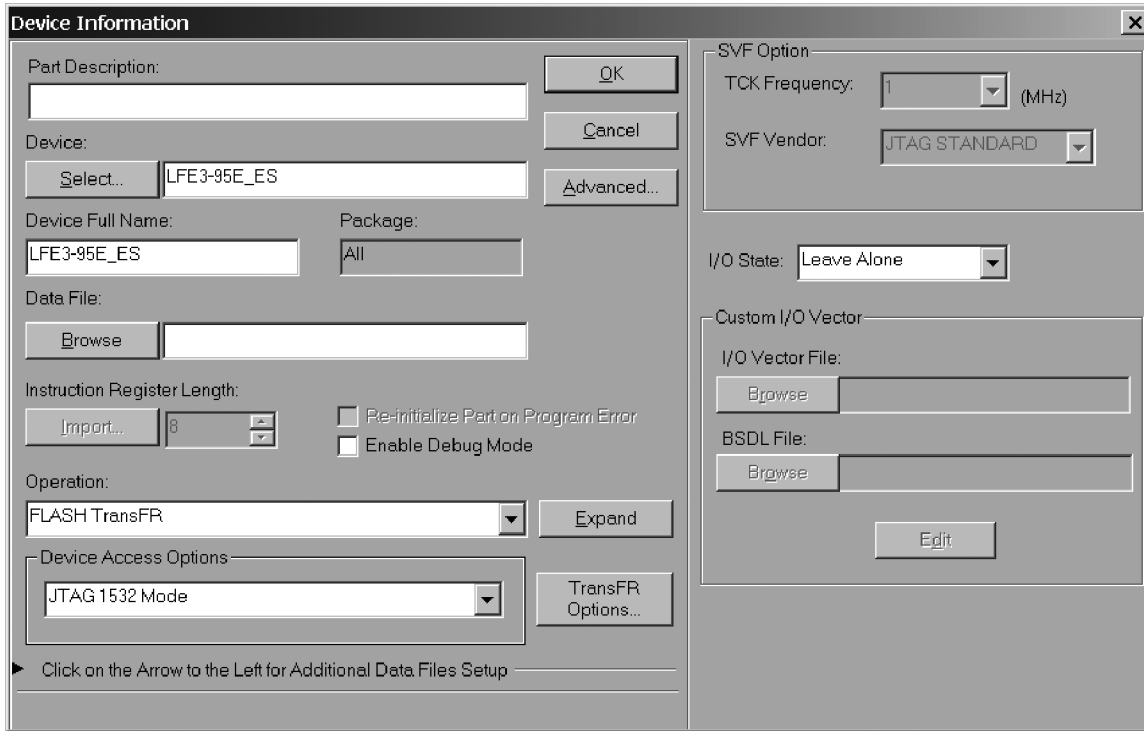 Device Information
Part Description:
OK
Cancel
Device:
Select...
LFE3-95E_ES
Advanced...
Device Full Name:
Package:
LFE3-95E_ES
All
Data File:
Browse
Instruction Register Length:
Import...
8
Re-initialize Part on Program Error
Enable Debug Mode
Operation:
FLASH TransFR
Expand
Device Access Options
JTAG 1532 Mode
TransFR
Options...
Click on the Arrow to the Left for Additional Data Files Setup
SVF Option
TCK Frequency:
1
(MHz)
SVF Vendor:
JTAG STANDARD
I/O State:
Leave Alone
Custom I/O Vector
I/O Vector File:
Browse
BSDL File:
Browse
Edit